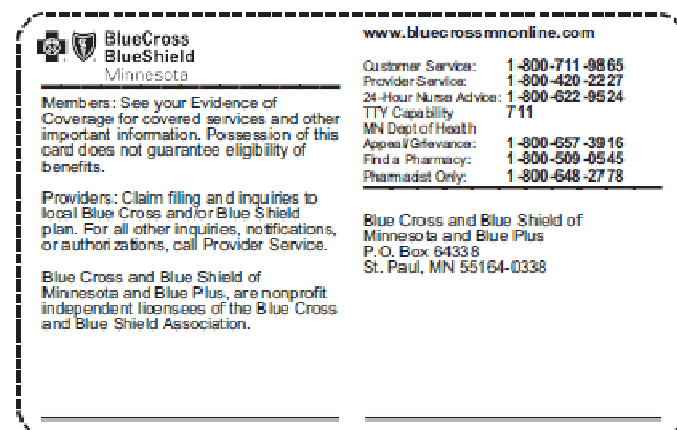 BlueCross
BlueShield
Minnesota
Members: See your Evidence of
Coverage for covered services and other
important information. Possession of this
card does not guarantee eligibility of
benefits.
Providers: Claim filing and inquiries to
local Blue Cross and/or Blue Shield
plan. For all other inquiries, notifications,
or authorizations, call Provider Service.
Blue Cross and Blue Shield of
Minnesota and Blue Plus, are nonprofit
independent licensees of the Blue Cross
and Blue Shield Association.
www.bluecrossmnonline.com
Customer Service: 1-800-711-9865
Provider Service: 1-800-420-2227
24-Hour Nurse Advice: 1-800-622-9524
TTY Capability 711
MN Dept of Health
Appeal/Grievance: 1-800-657-3916
Find a Pharmacy: 1-800-509-0545
Pharmacist Only: 1-800-648-2778
Blue Cross and Blue Shield of
Minnesota and Blue Plus
P.O. Box 64338
St. Paul, MN 55164-0338